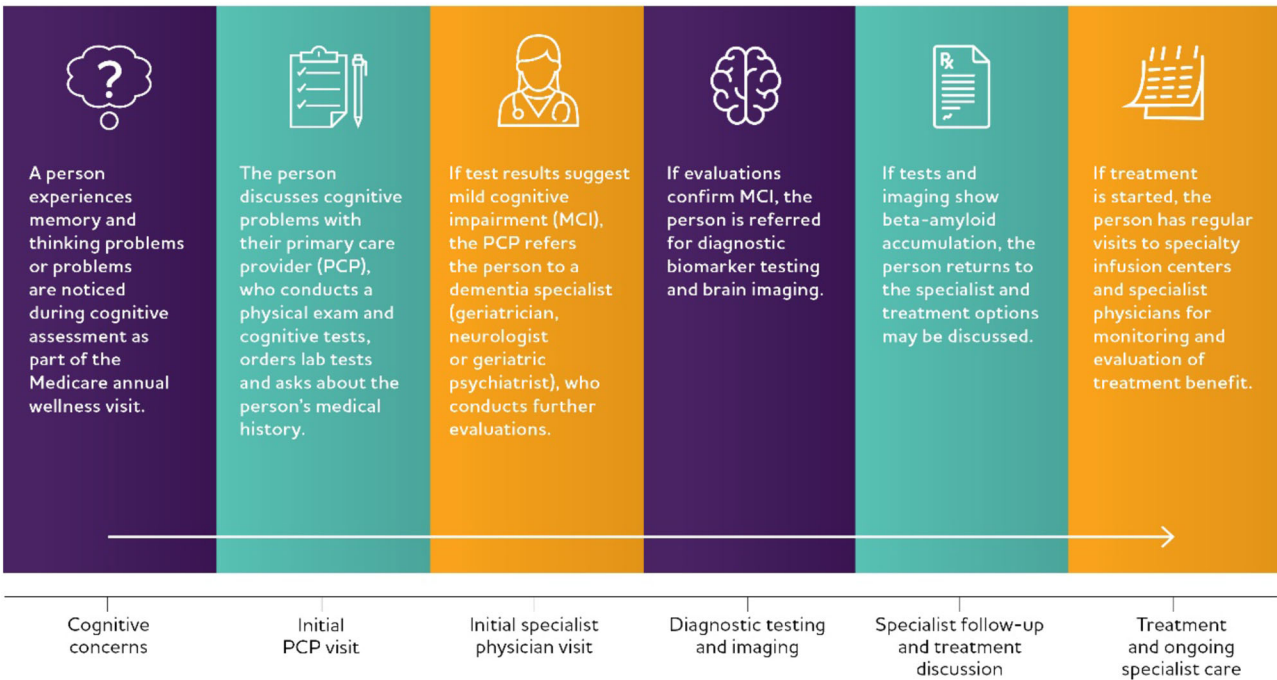 ?
A person
experiences
memory and
thinking problems
or problems
are noticed
during cognitive
assessment as
part of the
Medicare annual
wellness visit.
The person
discusses cognitive
problems with
their primary care
provider (PCP),
who conducts a
physical exam and
cognitive tests,
orders lab tests
and asks about the
person's medical
history.
If test results suggest
mild cognitive
impairment (MCI),
the PCP refers
the person to a
dementia specialist
(geriatrician,
neurologist
or geriatric
psychiatrist), who
conducts further
evaluations.
If evaluations
confirm MCI, the
person is referred
for diagnostic
biomarker testing
and brain imaging.
Rx
If tests and
imaging show
beta-amyloid
accumulation, the
person returns to
the specialist and
treatment options
may be discussed.
If treatment
is started, the
person has regular
visits to specialty
infusion centers
and specialist
physicians for
monitoring and
evaluation of
treatment benefit.
Cognitive
concerns
Initial
PCP visit
Initial specialist
physician visit
Diagnostic testing
and imaging
Specialist follow-up
and treatment
discussion
Treatment
and ongoing
specialist care